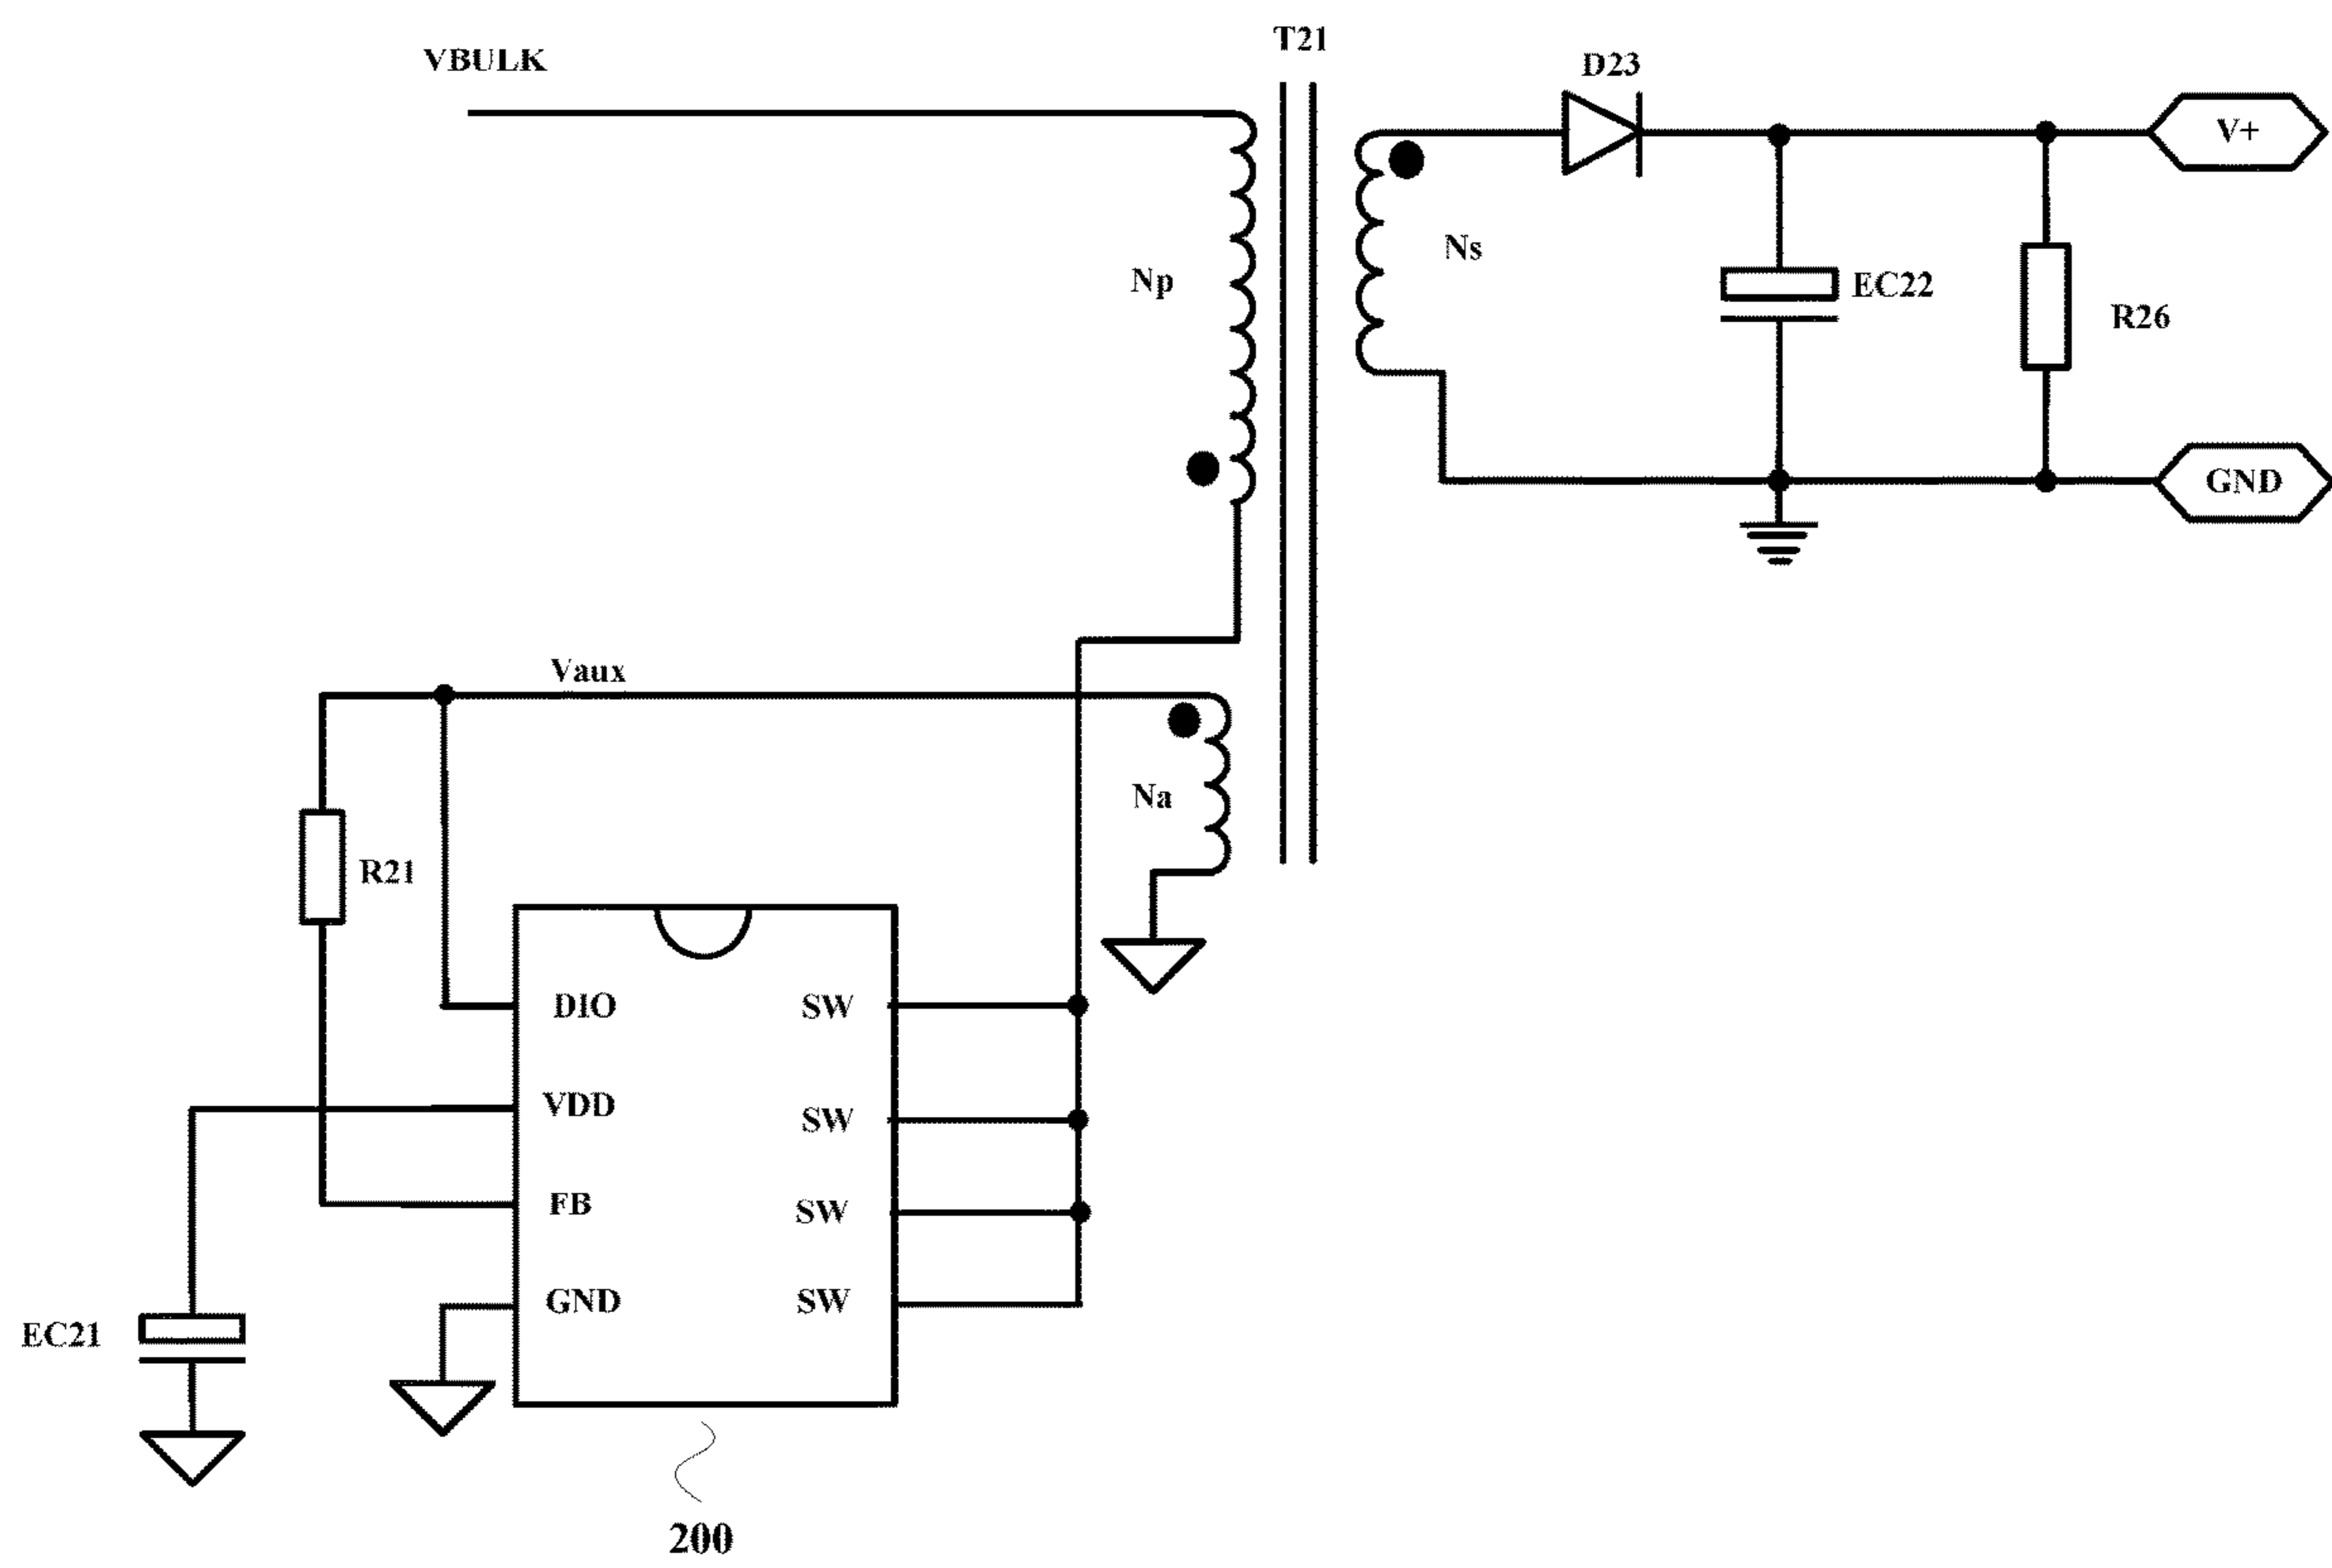 T21
VBULK
D23
V+
Np
Ns
EC22
R26
GND
Vaux
Na
R21
DIO
SW
VDD
SW
FB
SW
GND
SW
EC21
200